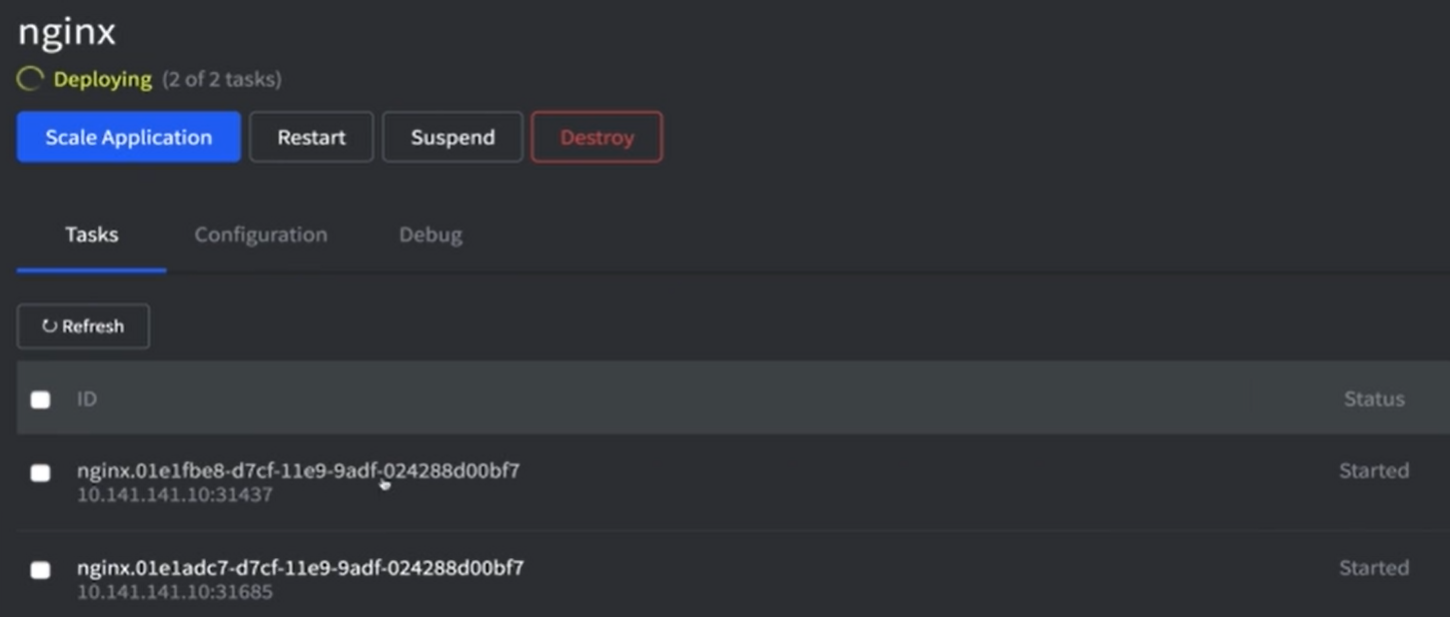 nginx
Deploying (2 of 2 tasks)
Scale Application Restart Suspend Destroy
Tasks Configuration Debug
Refresh
ID Status
nginx.01e1fbe8-d7cf-11e9-9adf-024288d00bf7 Started
10.141.141.10:31437
nginx.01e1adc7-d7cf-11e9-9adf-024288d00bf7 Started
10.141.141.10:31685